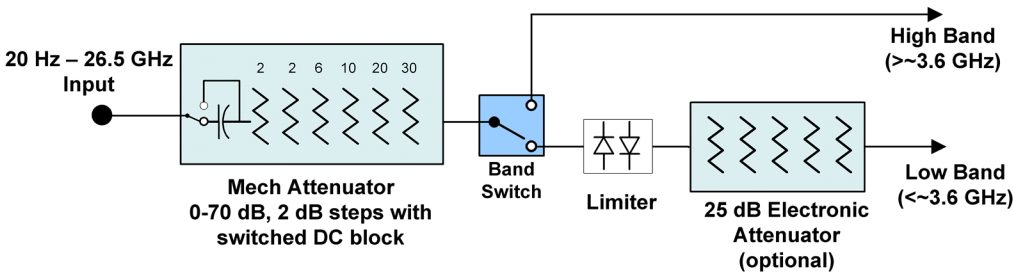 20 Hz – 26.5 GHz
Input
2 2 6 10 20 30
Mech Attenuator
0-70 dB, 2 dB steps with
switched DC block
Band
Switch
Limiter
25 dB Electronic
Attenuator
(optional)
High Band
(>~3.6 GHz)
Low Band
(<~3.6 GHz)